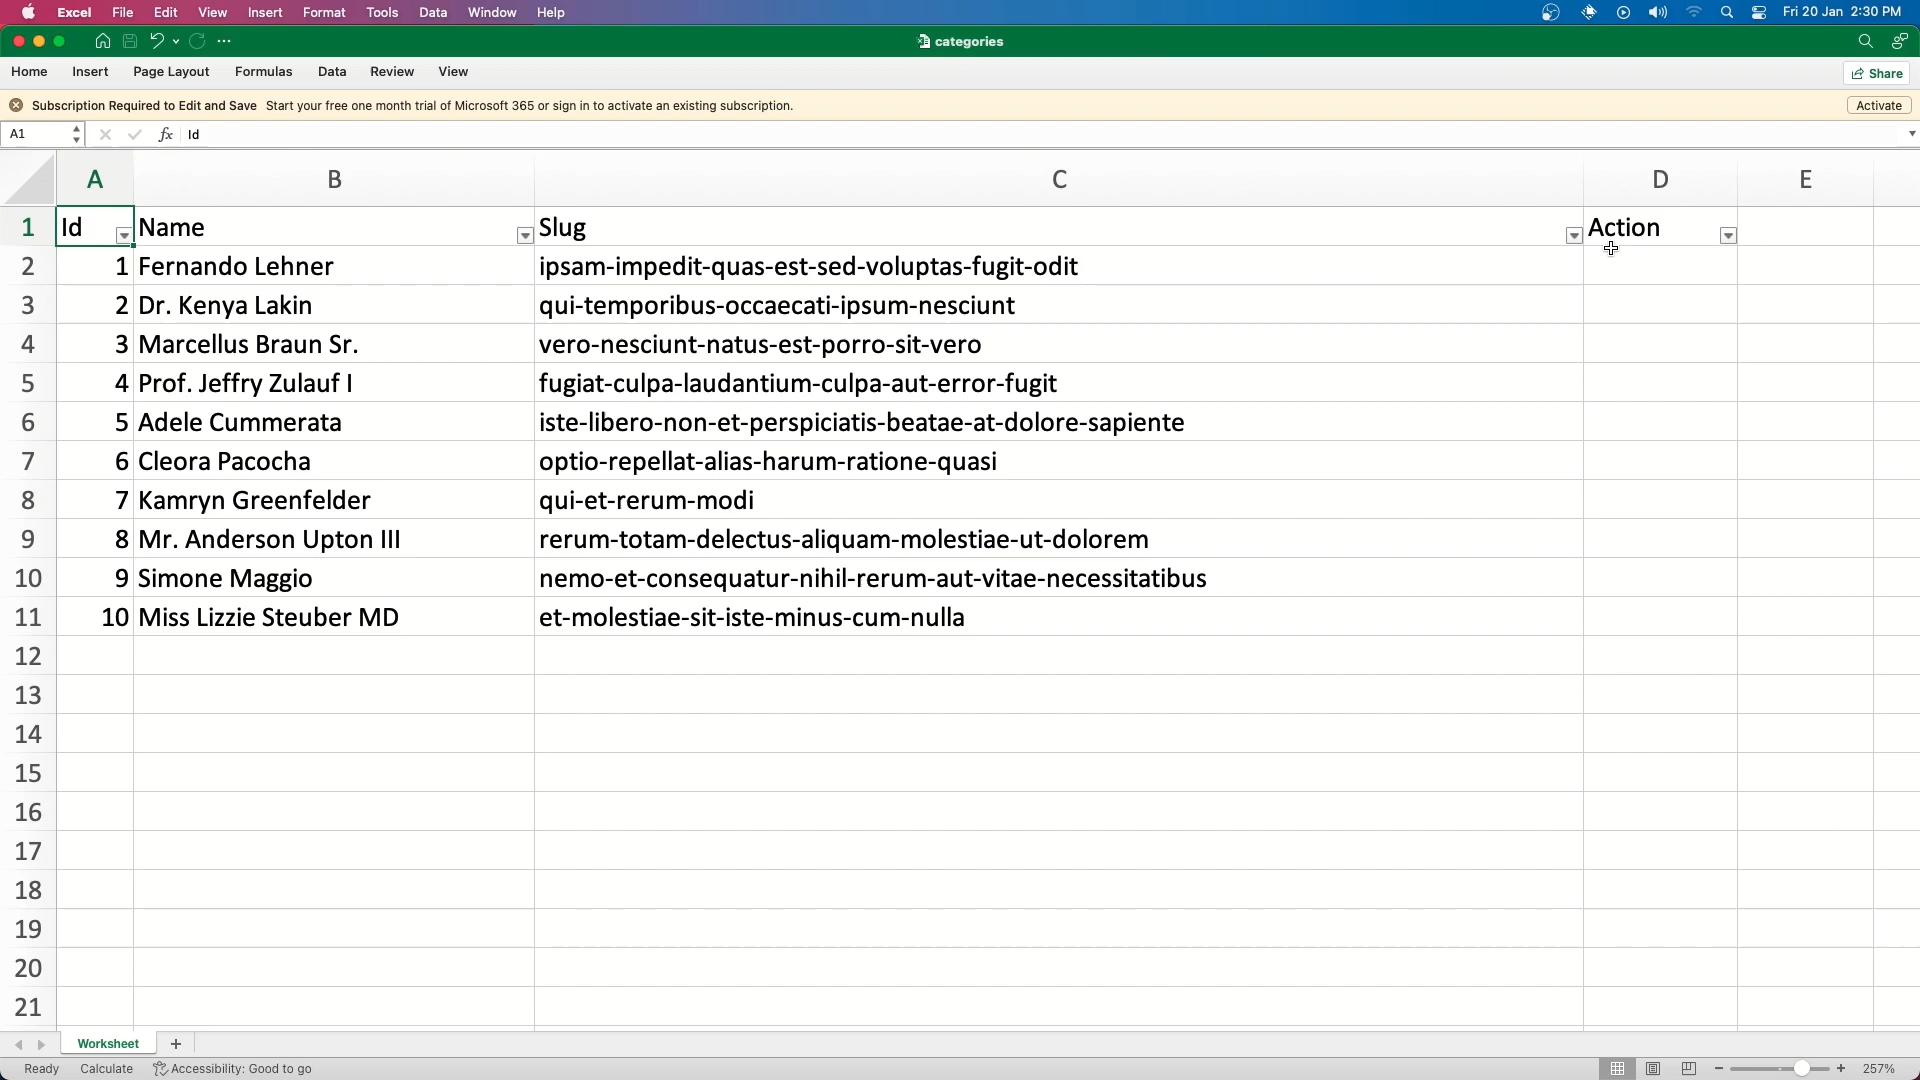 Excel File Edit View Insert Format Tools Data Window Help Fri 20 Jan 2:30 PM
categories
Home Insert Page Layout Formulas Data Review View Share
Subscription Required to Edit and Save Start your free one month trial of Microsoft 365 or sign in to activate an existing subscription. Activate
A1 fx Id
A B C D E
1 Id Name Slug Action
2 1 Fernando Lehner ipsam-impedit-quas-est-sed-voluptas-fugit-odit
3 2 Dr. Kenya Lakin qui-temporibus-occaecati-ipsum-nesciunt
4 3 Marcellus Braun Sr. vero-nesciunt-natus-est-porro-sit-vero
5 4 Prof. Jeffry Zulauf I fugiat-culpa-laudantium-culpa-aut-error-fugit
6 5 Adele Cummerata iste-libero-non-et-perspiciatis-beatae-at-dolore-sapiente
7 6 Cleora Pacocha optio-repellat-alias-harum-ratione-quasi
8 7 Kamryn Greenfelder qui-et-rerum-modi
9 8 Mr. Anderson Upton III rerum-totam-delectus-aliquam-molestiae-ut-dolorem
10 9 Simone Maggio nemo-et-consequatur-nihil-rerum-aut-vitae-necessitatibus
11 10 Miss Lizzie Steuber MD et-molestiae-sit-iste-minus-cum-nulla
12
13
14
15
16
17
18
19
20
21
Worksheet
Ready Calculate Accessibility: Good to go 257%